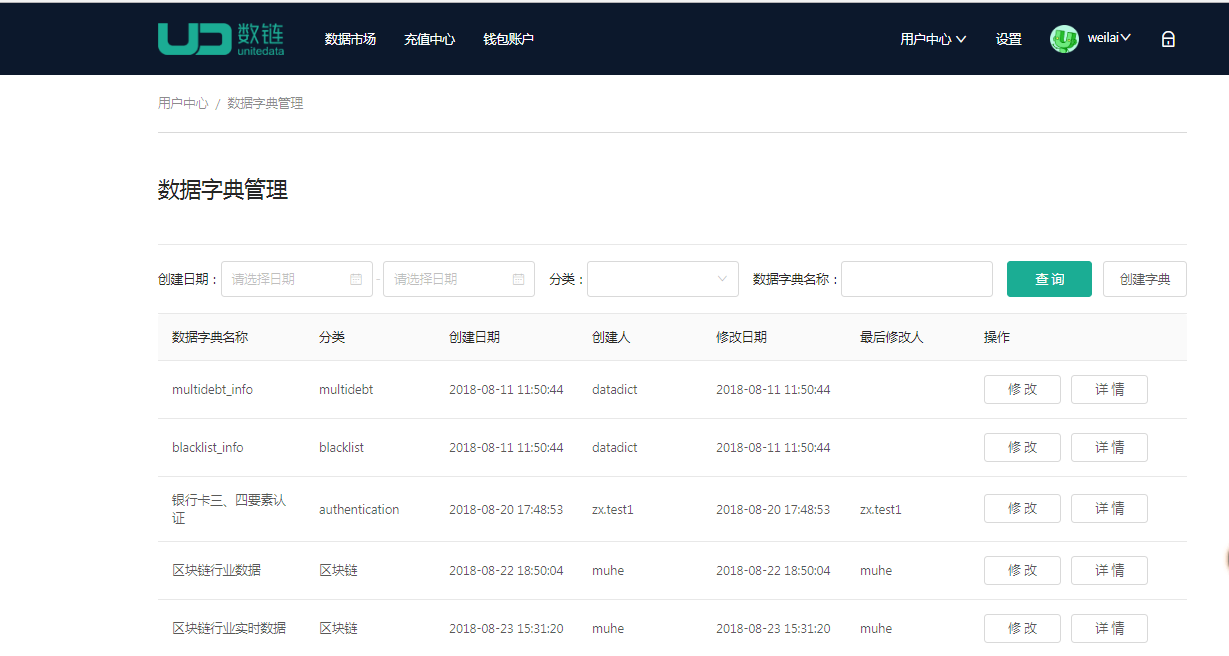 数链
unitedata
数据市场 充值中心 钱包账户 用户中心 设置 weilai
用户中心 / 数据字典管理
数据字典管理
创建日期： 请选择日期 - 请选择日期 分类： 数据字典名称： 查询 创建字典
数据字典名称 分类 创建日期 创建人 修改日期 最后修改人 操作
multidebt_info multidebt 2018-08-11 11:50:44 datadict 2018-08-11 11:50:44 修改 详情
blacklist_info blacklist 2018-08-11 11:50:44 datadict 2018-08-11 11:50:44 修改 详情
银行卡三、四要素认
证 authentication 2018-08-20 17:48:53 zx.test1 2018-08-20 17:48:53 zx.test1 修改 详情
区块链行业数据 区块链 2018-08-22 18:50:04 muhe 2018-08-22 18:50:04 muhe 修改 详情
区块链行业实时数据 区块链 2018-08-23 15:31:20 muhe 2018-08-23 15:31:20 muhe 修改 详情